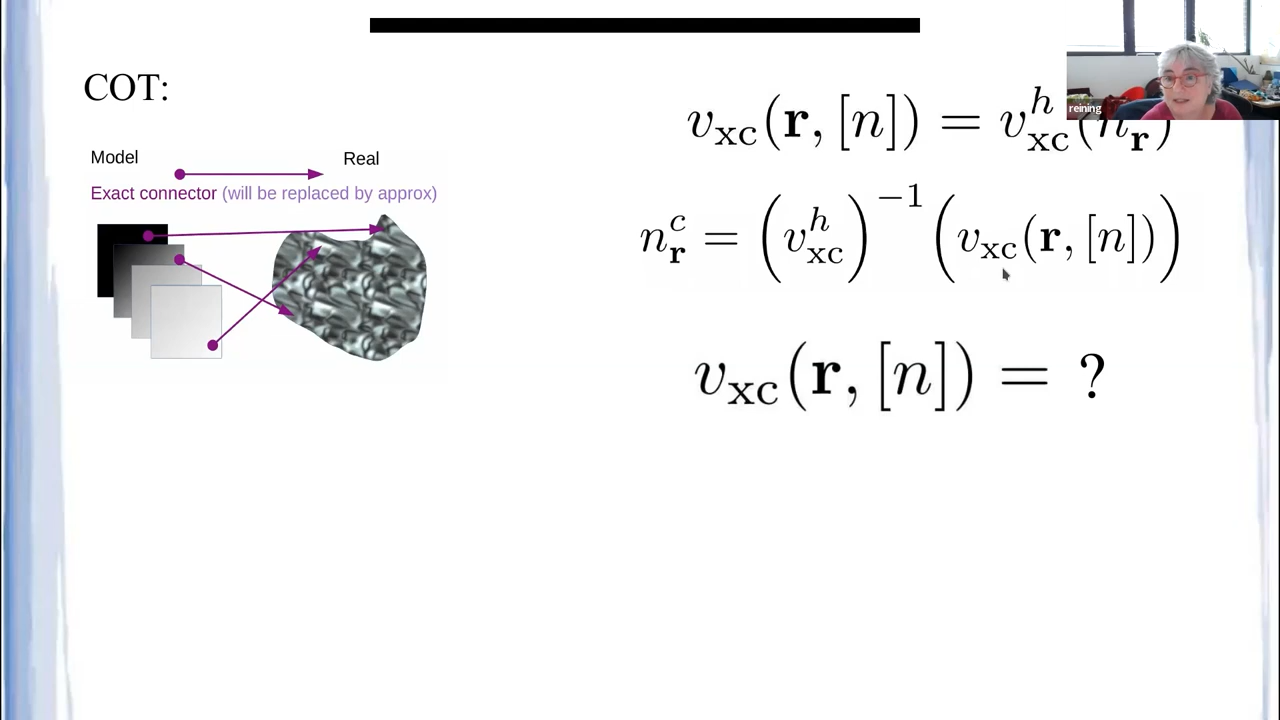 COT:
Model
Real
Exact connector (will be replaced by approx)
v_xc(r, [n]) = v^h_xc(n_r)
n^c_r = (v^h_xc)^{-1} (v_xc(r, [n]))
v_xc(r, [n]) = ?
reining